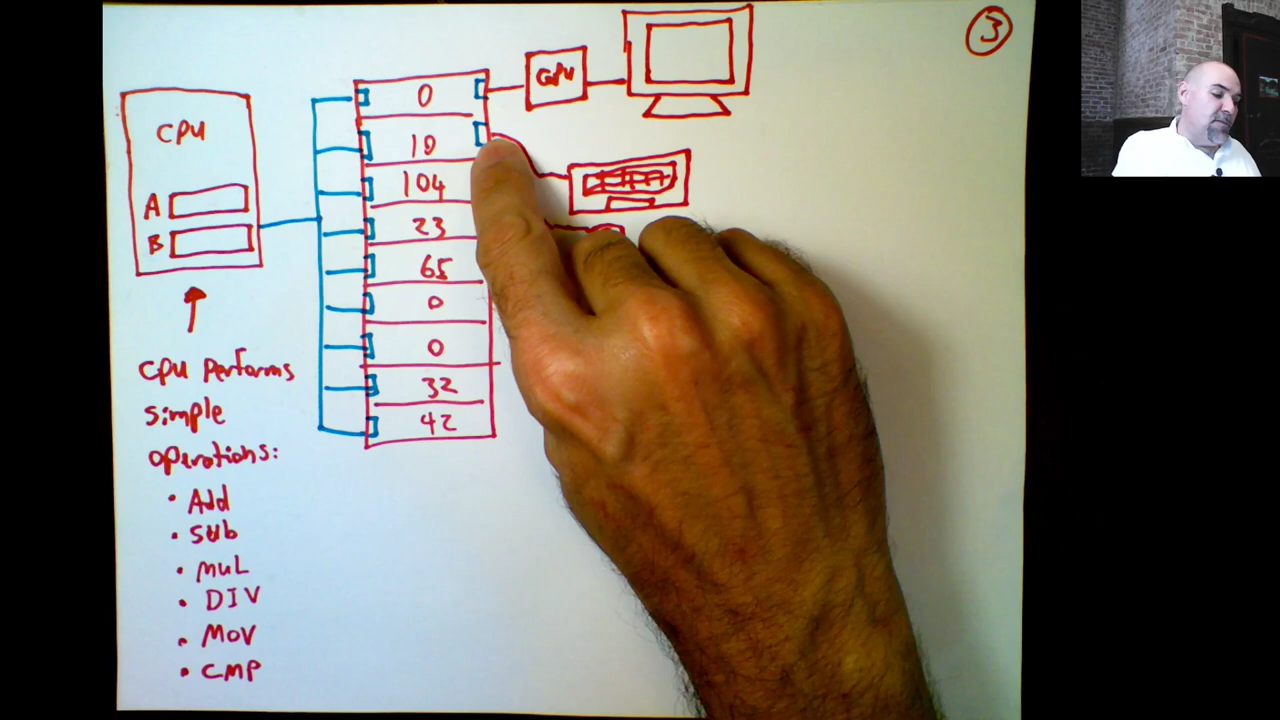 3
CPU
A
B
0
10
104
23
65
0
0
32
42
GPU
CPU Performs
Simple
Operations:
• Add
• Sub
• MUL
• DIV
• MOV
• CMP